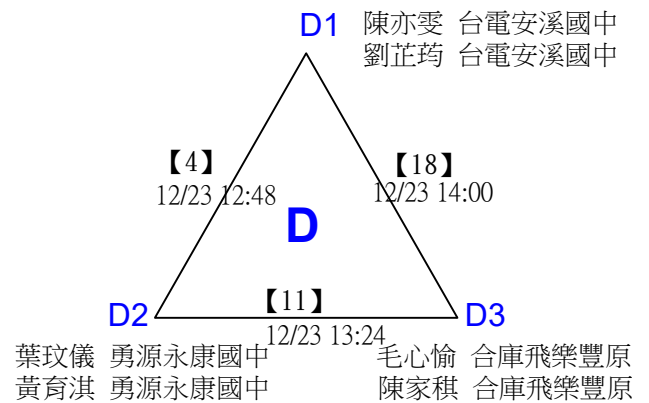 D1
陳亦雯 台電安溪國中
劉芷筠 台電安溪國中
【4】
12/23 12:48
【18】
12/23 14:00
D
【11】
12/23 13:24
D2
D3
葉玟儀 勇源永康國中
黃育淇 勇源永康國中
毛心愉 合庫飛樂豐原
陳家稘 合庫飛樂豐原